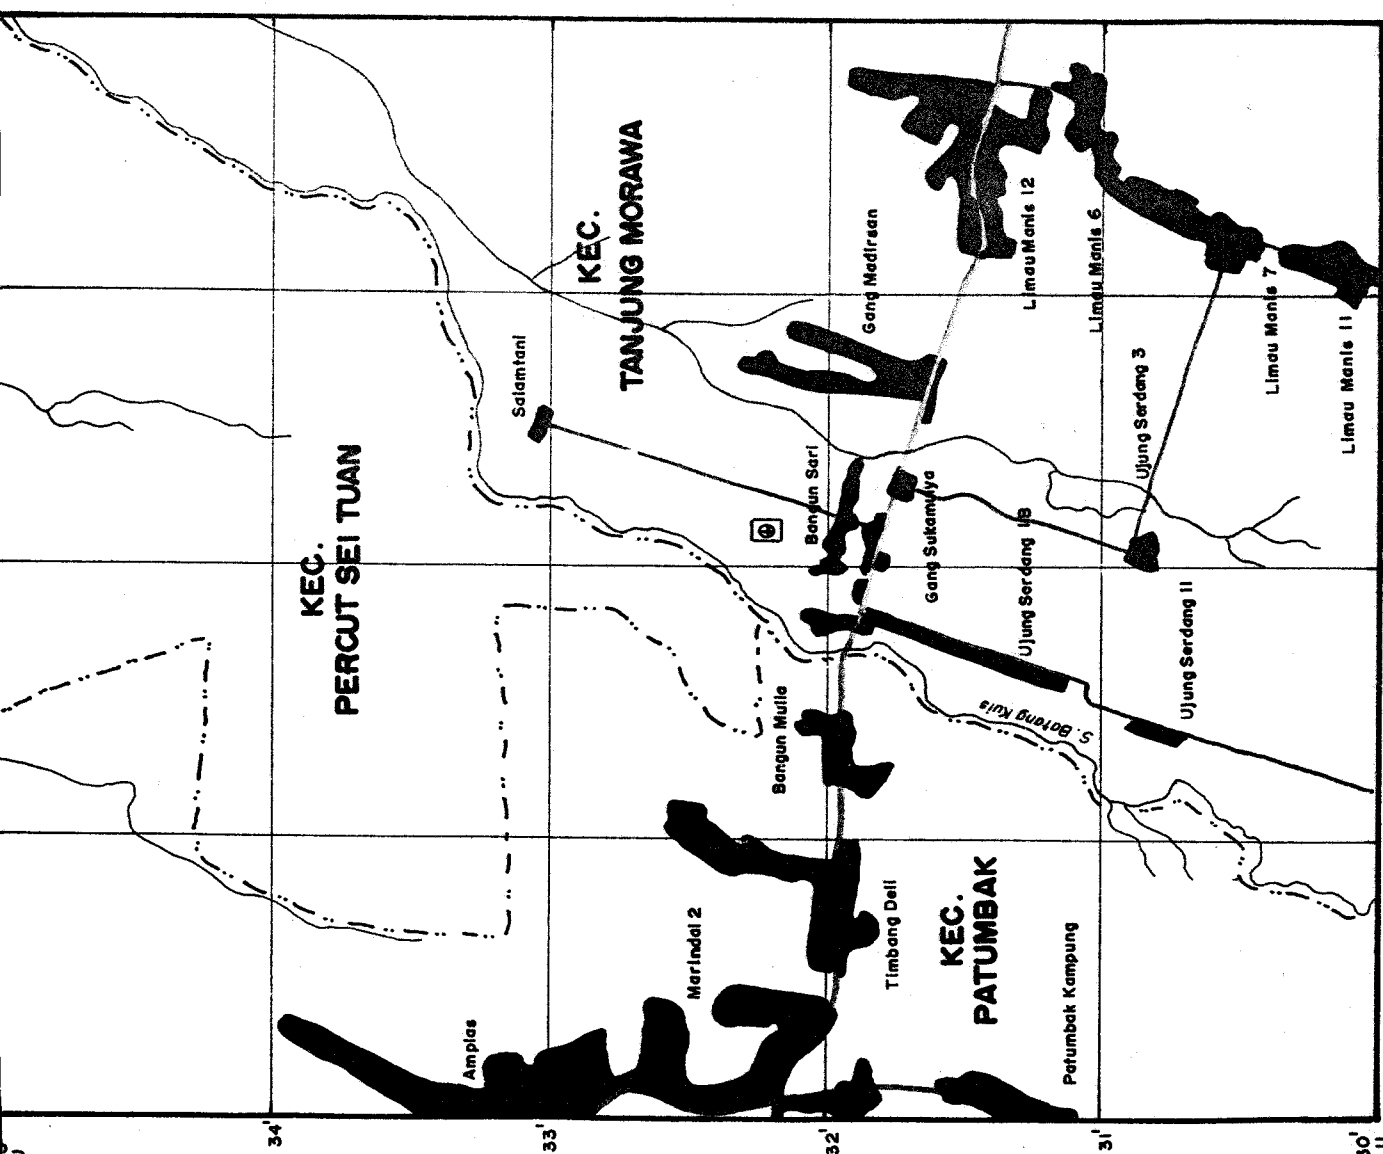 KEC.
TANJUNG MORAWA
KEC.
PERCUT SEI TUAN
KEC.
PATUMBAK
Salamtani
Gang Madirsan
Limau Manis 12
Limau Manis 6
Limau Manis 7
Limau Manis 11
Ujung Serdang 3
Bangun Sari
Gang Sukamulya
Ujung Serdang 1/8
Ujung Serdang 11
S. Batang Kuis
Bangun Mulia
Timbang Deli
Marindal 2
Amplas
Patumbak Kampung
34'
33'
32'
31'
30'